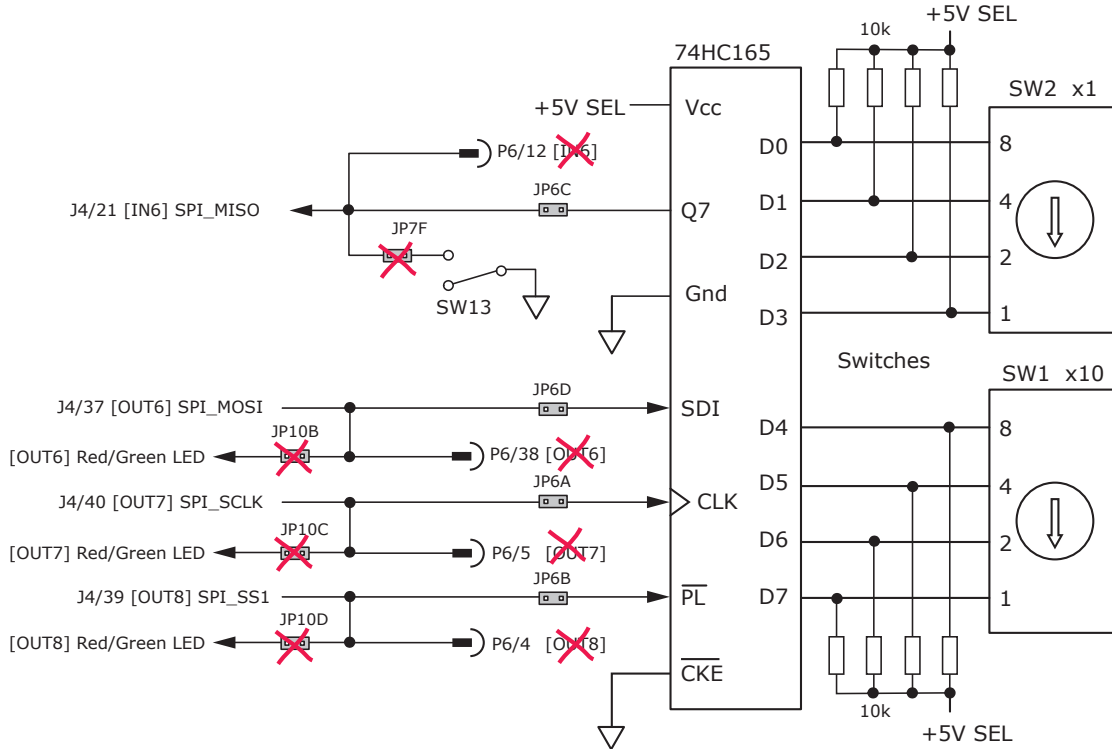 +5V SEL
10k
74HC165
SW2 x1
+5V SEL
Vcc
P6/12 [IN6]
D0
8
JP6C
J4/21 [IN6] SPI_MISO
Q7
D1
4
JP7F
D2
2
SW13
Gnd
D3
1
Switches
SW1 x10
JP6D
J4/37 [OUT6] SPI_MOSI
SDI
D4
8
JP10B
[OUT6] Red/Green LED
P6/38 [OUT6]
JP6A
D5
4
J4/40 [OUT7] SPI_SCLK
CLK
JP10C
D6
2
[OUT7] Red/Green LED
P6/5 [OUT7]
JP6B
J4/39 [OUT8] SPI_SS1
PL
D7
1
JP10D
[OUT8] Red/Green LED
P6/4 [OUT8]
CKE
10k
+5V SEL